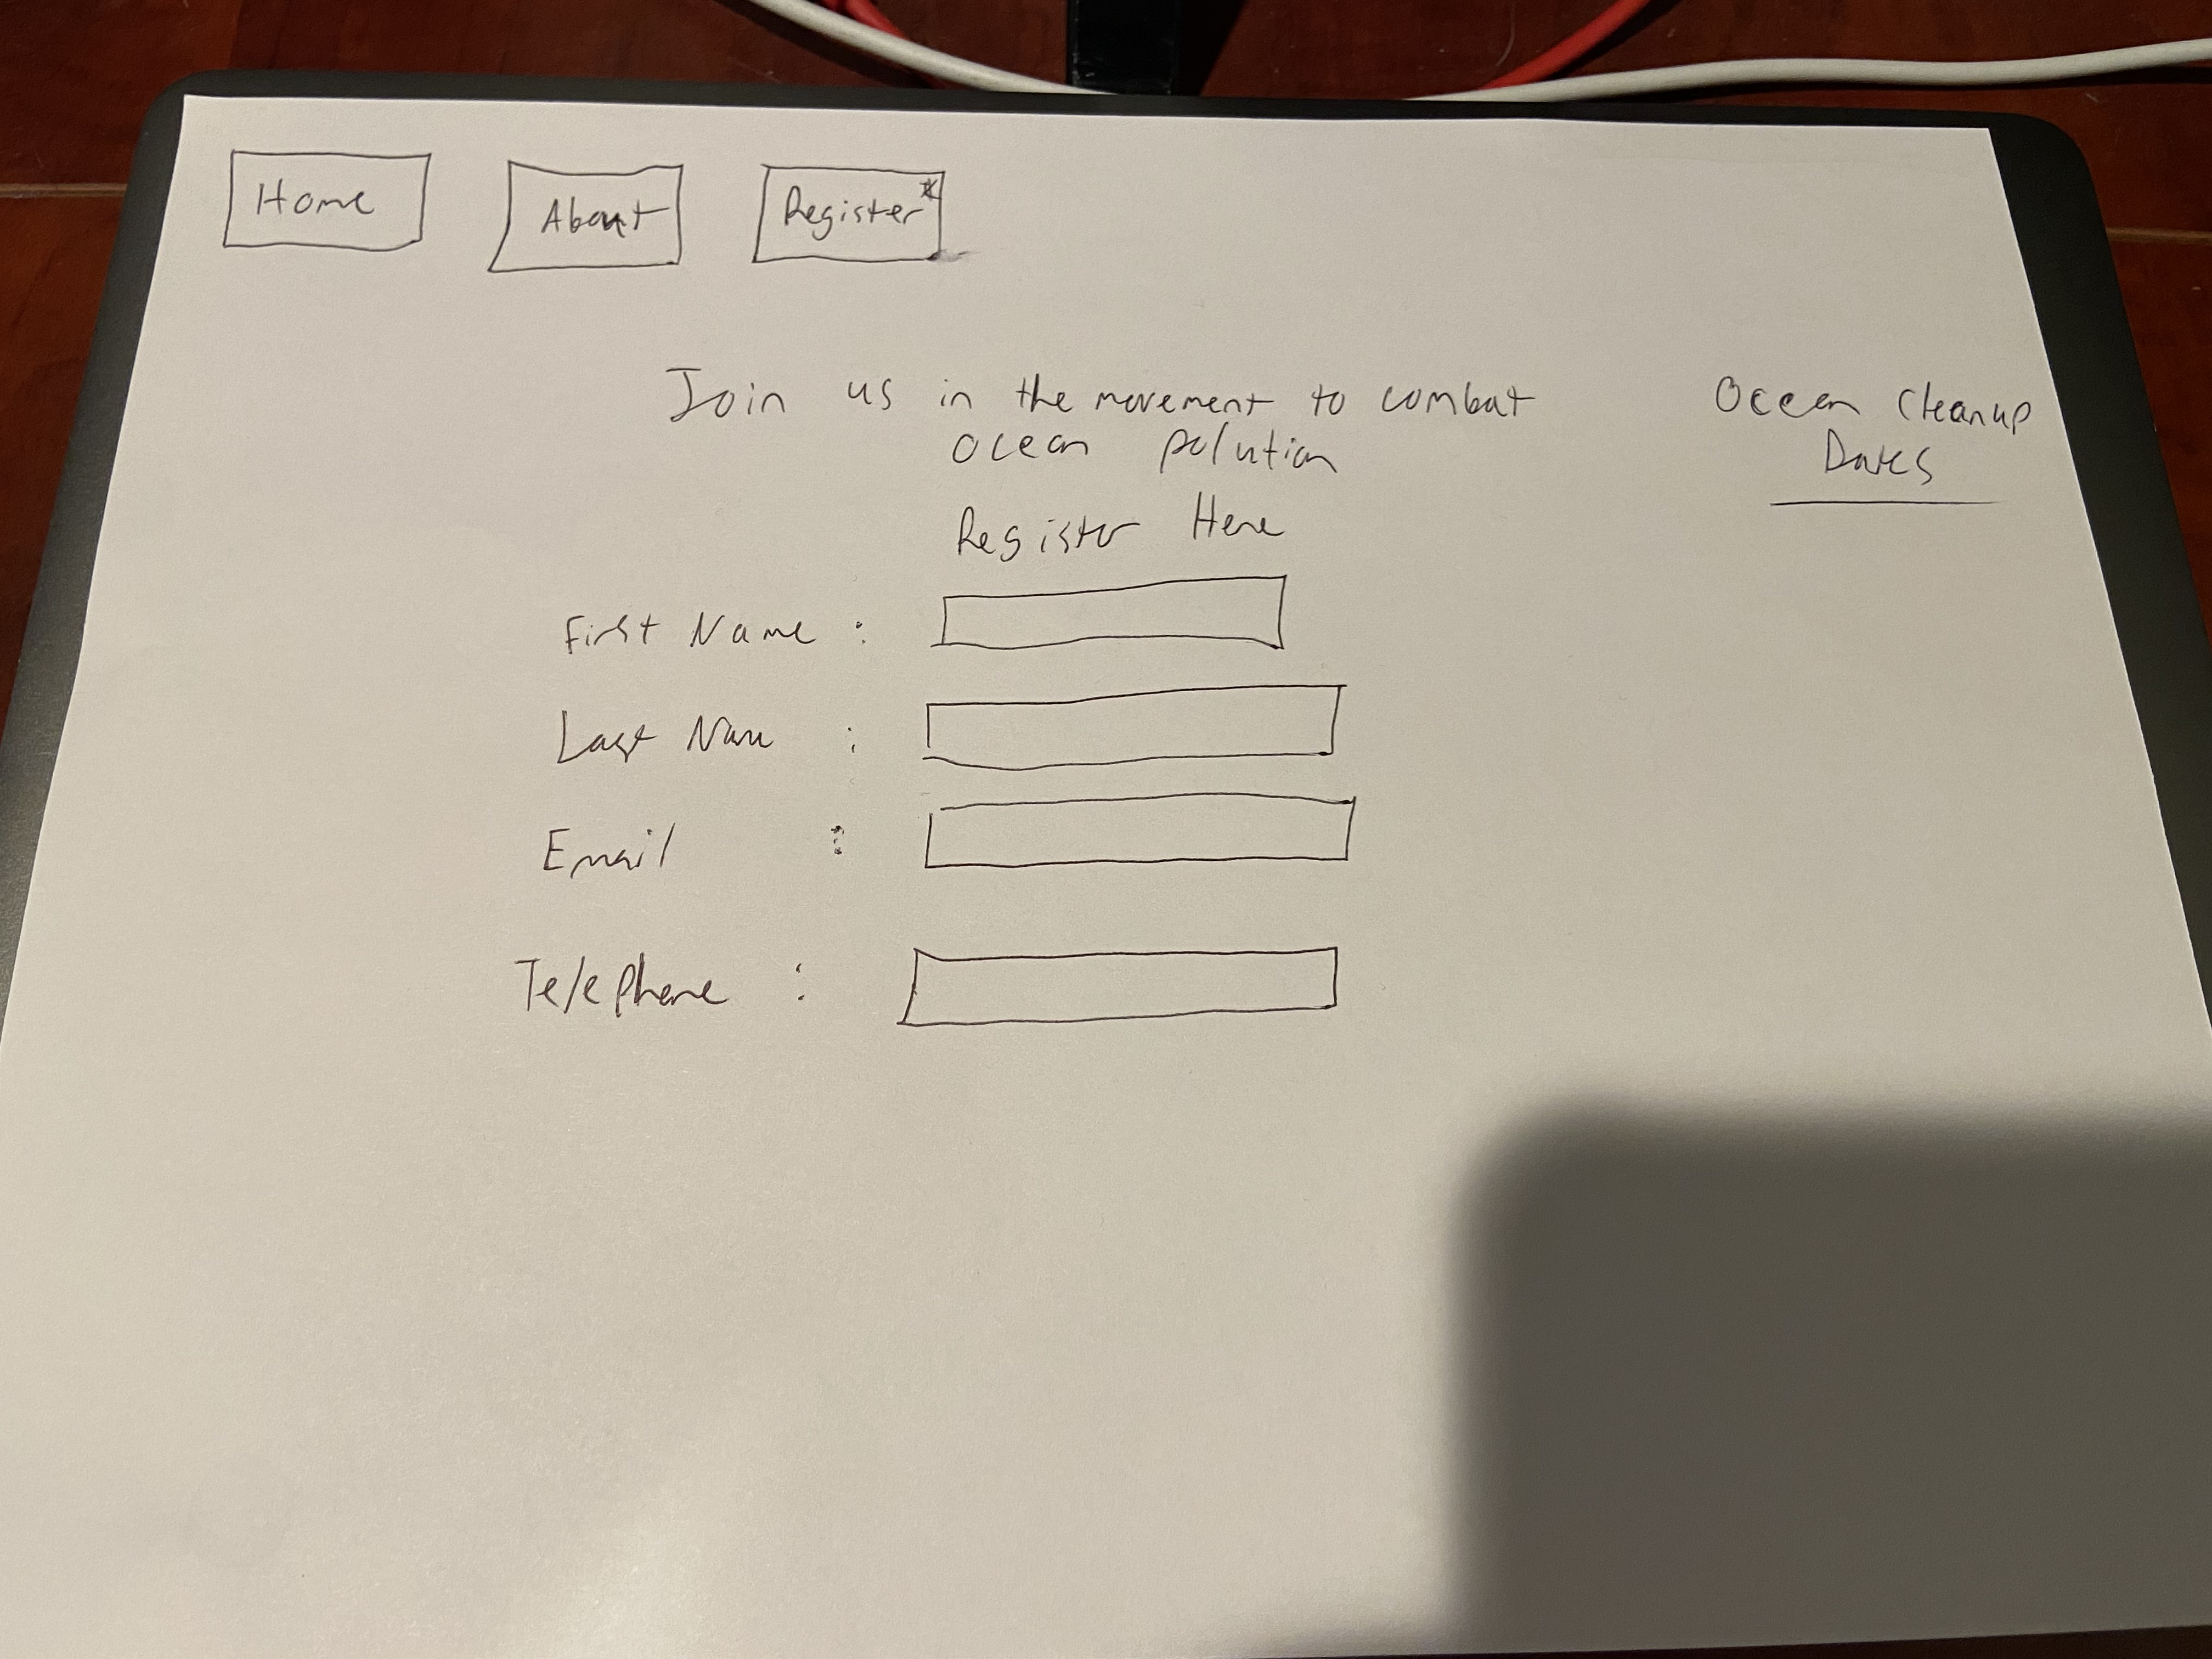 Home About Register*
Join us in the movement to combat
ocean polution
Register Here
First Name :
Last Name :
Email :
Telephone :
Ocean Cleanup
Dates